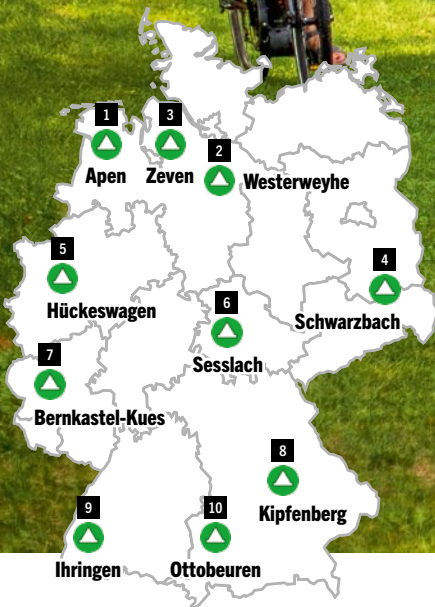 1
Apen
3
Zeven
2
Westerweyhe
4
Schwarzbach
5
Hückeswagen
6
Sesslach
7
Bernkastel-Kues
8
Kipfenberg
9
Ihringen
10
Ottobeuren